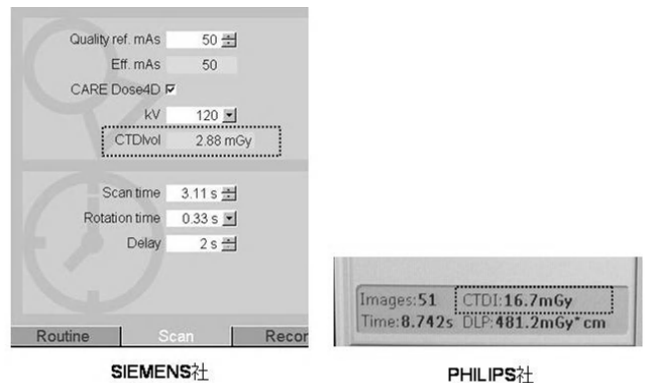 Quality ref. mAs 50
Eff. mAs 50
CARE Dose4D
kV 120
CTDIvol 2.88 mGy
Scan time 3.11 s
Rotation time 0.33 s
Delay 2 s
Routine Scan Recon
SIEMENS社
Images:51 CTDI:16.7mGy
Time:8.742s DLP:481.2mGy*cm
PHILIPS社